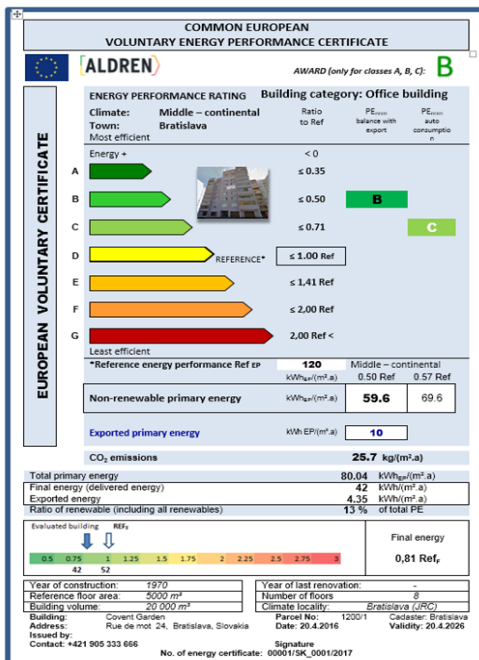 COMMON EUROPEAN
VOLUNTARY ENERGY PERFORMANCE CERTIFICATE
ALDREN
AWARD (only for classes A, B, C): B
EUROPEAN VOLUNTARY CERTIFICATE
ENERGY PERFORMANCE RATING Building category: Office building
Climate: Middle – continental
Town: Bratislava
Ratio to Ref
balance with export
auto consumptio n
Most efficient
Energy + < 0
A ≤ 0.35
B ≤ 0.50 B
C ≤ 0.71 C
D REFERENCE* ≤ 1.00 Ref
E ≤ 1,41 Ref
F ≤ 2,00 Ref
G 2,00 Ref <
Least efficient
*Reference energy performance Ref EP 120 Middle – continental
kWhEP/(m².a) 0.50 Ref 0.57 Ref
Non-renewable primary energy kWhEP/(m².a) 59.6 69.6
Exported primary energy kWh EP/(m².a) 10
CO2 emissions 25.7 kg/(m².a)
Total primary energy 80.04 kWhEP/(m².a)
Final energy (delivered energy) 42 kWh/(m².a)
Exported energy 4.35 kWh/(m².a)
Ratio of renewable (including all renewables) 13 % of total PE
Evaluated building REFF
0.5 0.75 1 1.25 1.5 1.75 2 2.25 2.5 2.75 3
42 52
Final energy
0,81 RefF
Year of construction: 1970 Year of last renovation: -
Reference floor area: 5000 m² Number of floors 8
Building volume: 20 000 m³ Climate locality: Bratislava (JRC)
Building: Covent Garden Parcel No: 1200/1 Cadaster: Bratislava
Address: Rue de mot 24, Bratislava, Slovakia Date: 20.4.2016 Validity: 20.4.2026
Issued by:
Contact: +421 905 333 666 Signature
No. of energy certificate: 00001/SK_0001/2017